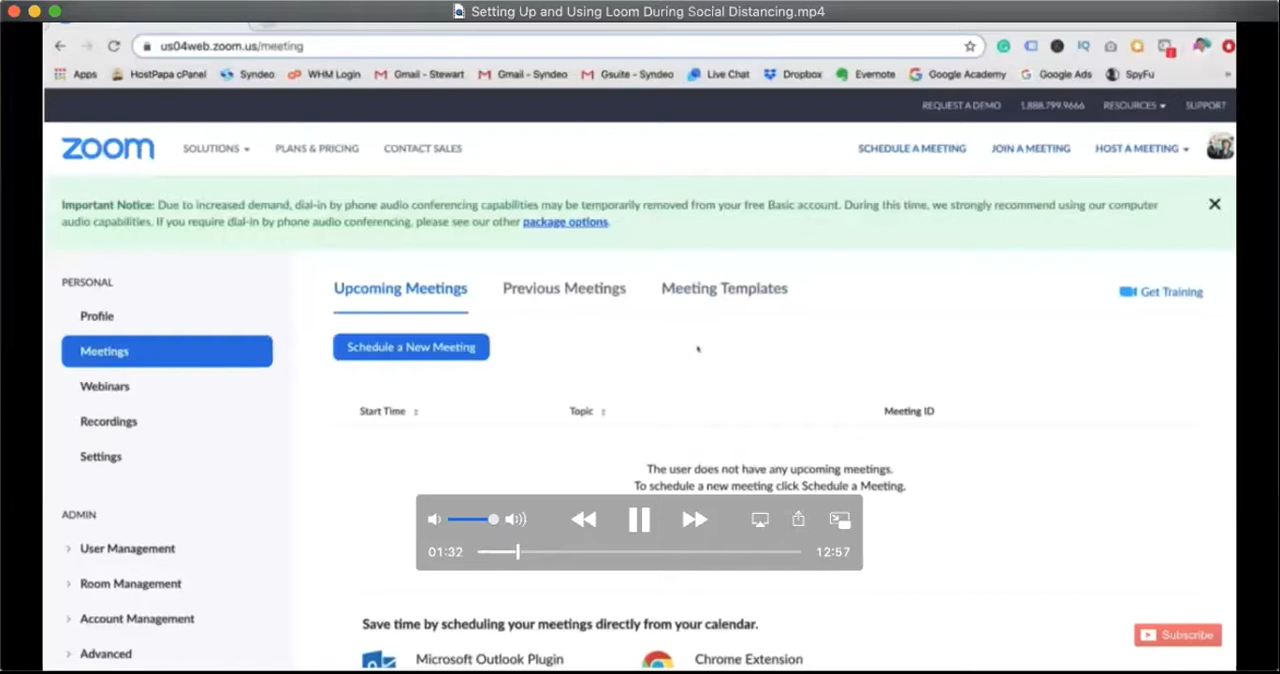 Setting Up and Using Loom During Social Distancing.mp4
us04web.zoom.us/meeting
IQ
Apps HostPapa cPanel Syndeo WHM Login Gmail - Stewart Gmail - Syndeo Gsuite - Syndeo Live Chat Dropbox Evernote Google Academy Google Ads SpyFu »
REQUEST A DEMO 1.888.799.9666 RESOURCES SUPPORT
zoom SOLUTIONS PLANS & PRICING CONTACT SALES SCHEDULE A MEETING JOIN A MEETING HOST A MEETING
Important Notice: Due to increased demand, dial-in by phone audio conferencing capabilities may be temporarily removed from your free Basic account. During this time, we strongly recommend using our computer
audio capabilities. If you require dial-in by phone audio conferencing, please see our other package options.
PERSONAL
Profile
Meetings
Webinars
Recordings
Settings
ADMIN
User Management
Room Management
Account Management
Advanced
Upcoming Meetings Previous Meetings Meeting Templates
Get Training
Schedule a New Meeting
Start Time Topic Meeting ID
The user does not have any upcoming meetings.
To schedule a new meeting click Schedule a Meeting.
01:32 12:57
Save time by scheduling your meetings directly from your calendar.
Microsoft Outlook Plugin Chrome Extension
Subscribe